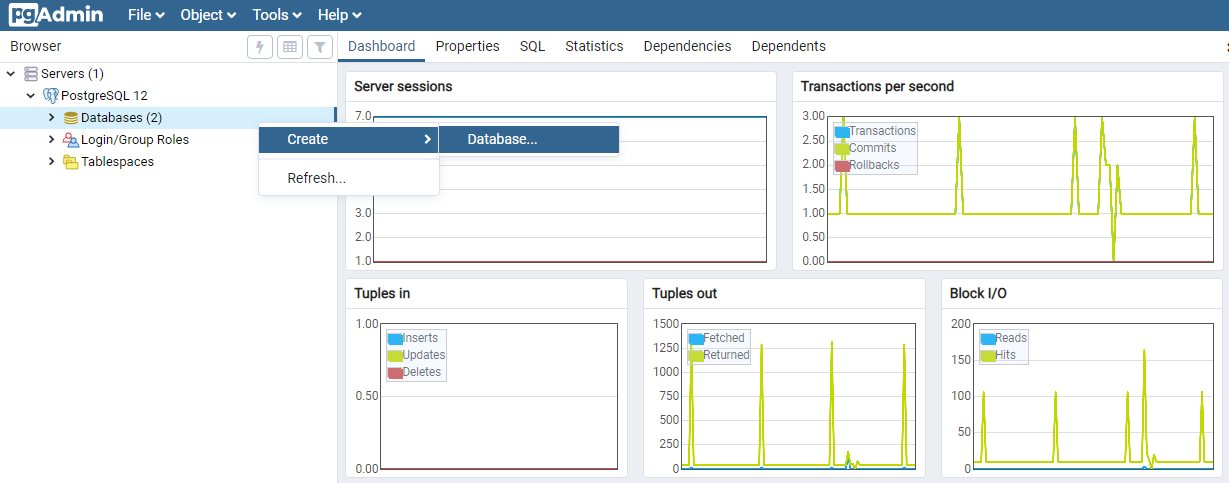 pgAdmin File Object Tools Help
Browser
Dashboard Properties SQL Statistics Dependencies Dependents
Servers (1)
PostgreSQL 12
Databases (2)
Login/Group Roles
Tablespaces
Create
Database...
Refresh...
Server sessions
7.0
3.0
2.0
1.0
Transactions per second
3.00
2.50
2.00
1.50
1.00
0.50
0.00
Transactions
Commits
Rollbacks
Tuples in
1.00
0.50
0.00
Inserts
Updates
Deletes
Tuples out
1500
1250
1000
750
500
250
0
Fetched
Returned
Block I/O
200
150
100
50
0
Reads
Hits